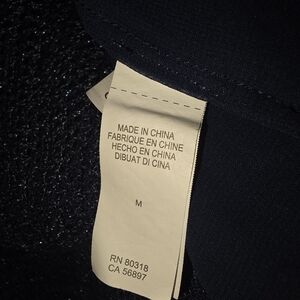 MADE IN CHINA
FABRIQUE EN CHINE
HECHO EN CHINA
DIBUAT DI CINA
M
RN 80318
CA 56897